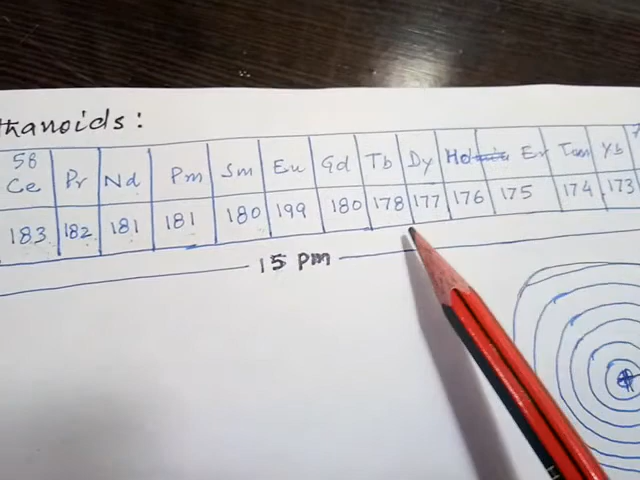 thanoids:
58
Ce Pr Nd Pm Sm Eu Gd Tb Dy Ho Er Tm Yb
183 182 181 181 180 199 180 178 177 176 175 174 173
15 pm